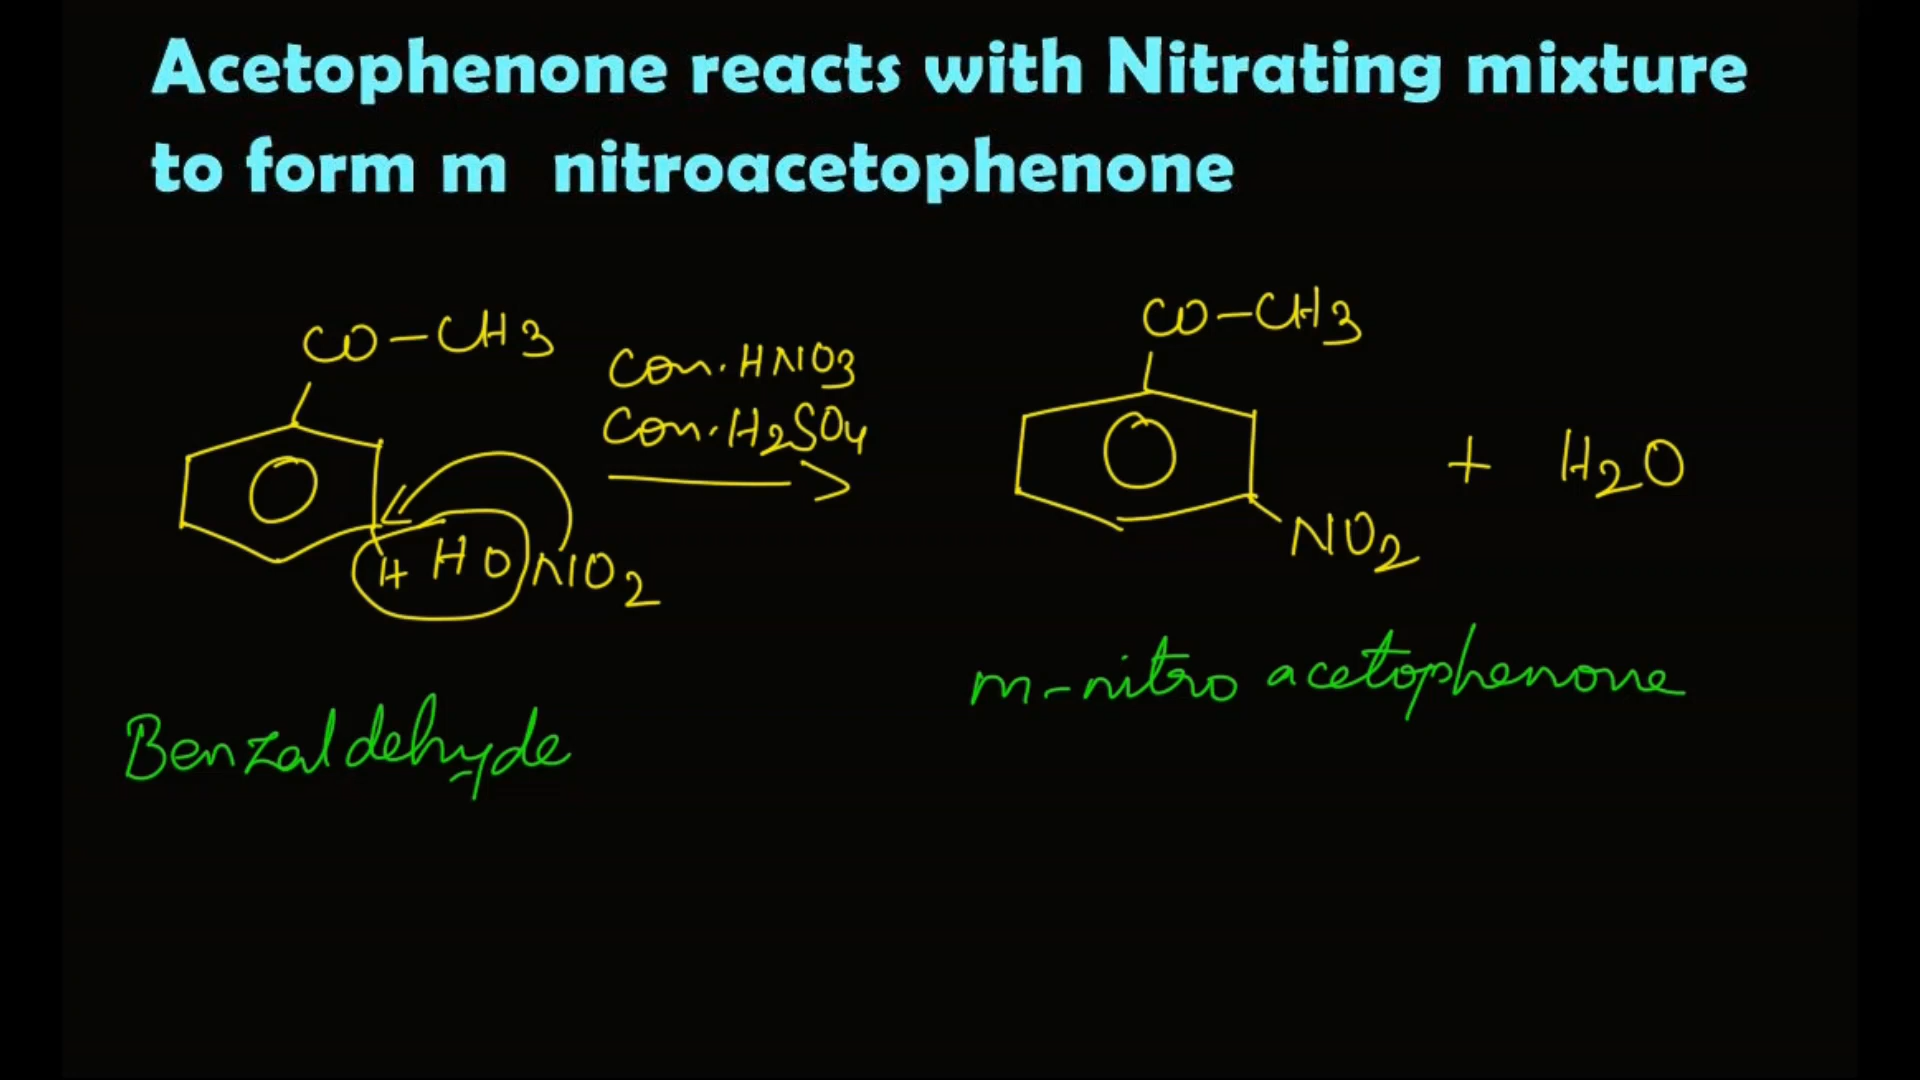 Acetophenone reacts with Nitrating mixture
to form m nitroacetophenone
CO-CH3
Con. HNO3
Con. H2SO4
H HO NO2
CO-CH3
NO2
+ H2O
Benzaldehyde
m-nitro acetophenone